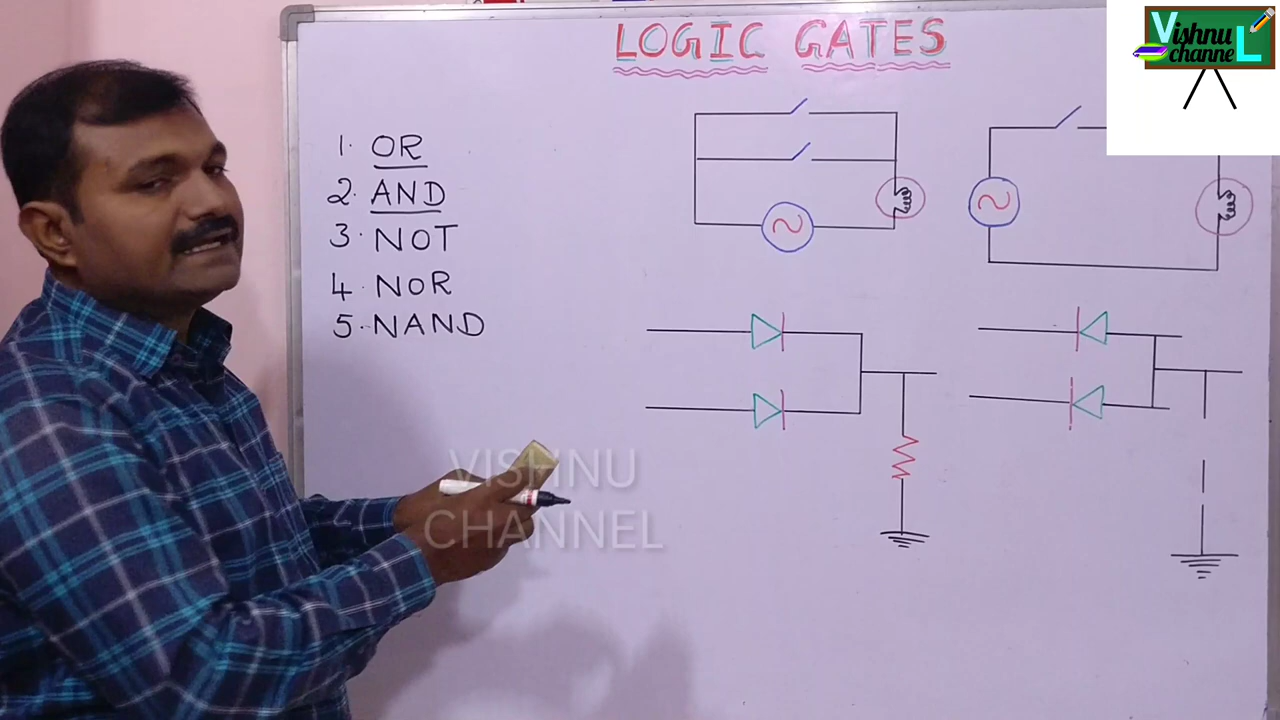 LOGIC GATES
Vishnu
channeL
1. OR
2. AND
3. NOT
4. NOR
5. NAND
VISHNU
CHANNEL